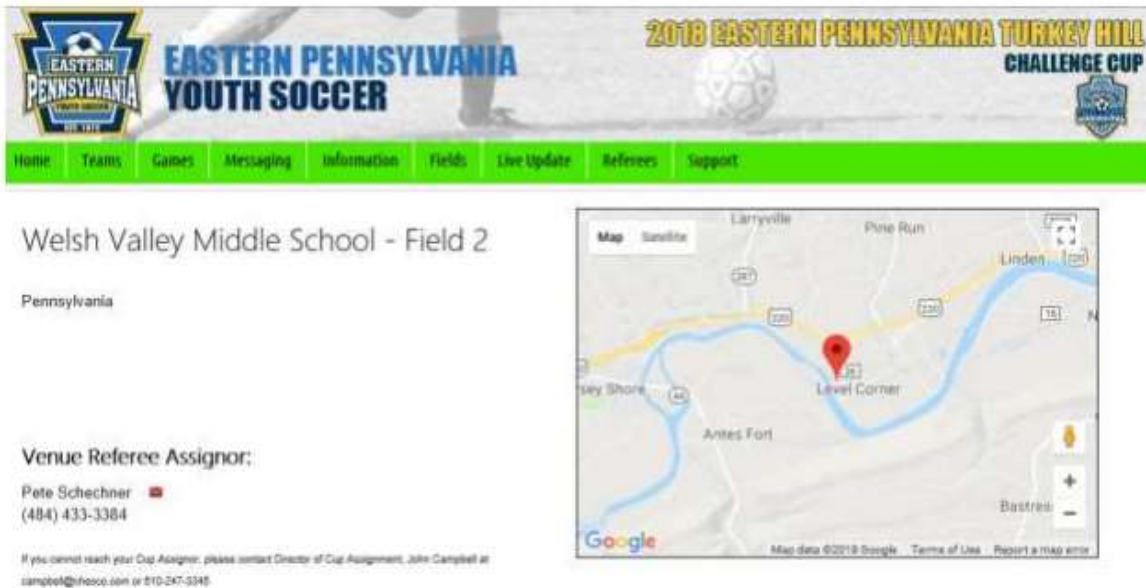 EASTERN
PENNSYLVANIA
YOUTH SOCCER
EASTERN PENNSYLVANIA
YOUTH SOCCER
2018 EASTERN PENNSYLVANIA TURKEY HILL
CHALLENGE CUP
Home Teams Games Messaging Information Fields Live Update Referees Support
Welsh Valley Middle School - Field 2
Pennsylvania
Venue Referee Assignor:
Pete Schechner
(484) 433-3384
If you cannot reach your Cup Assignor, please contact Director of Cup Assignment, John Campbell at
Map Satellite
Larryville
Pine Run
Linden
287
220
220
220
Level Corner
sey Shore
44
Antes Fort
Bastress
Google
Map data ©2018 Google Terms of Use Report a map error